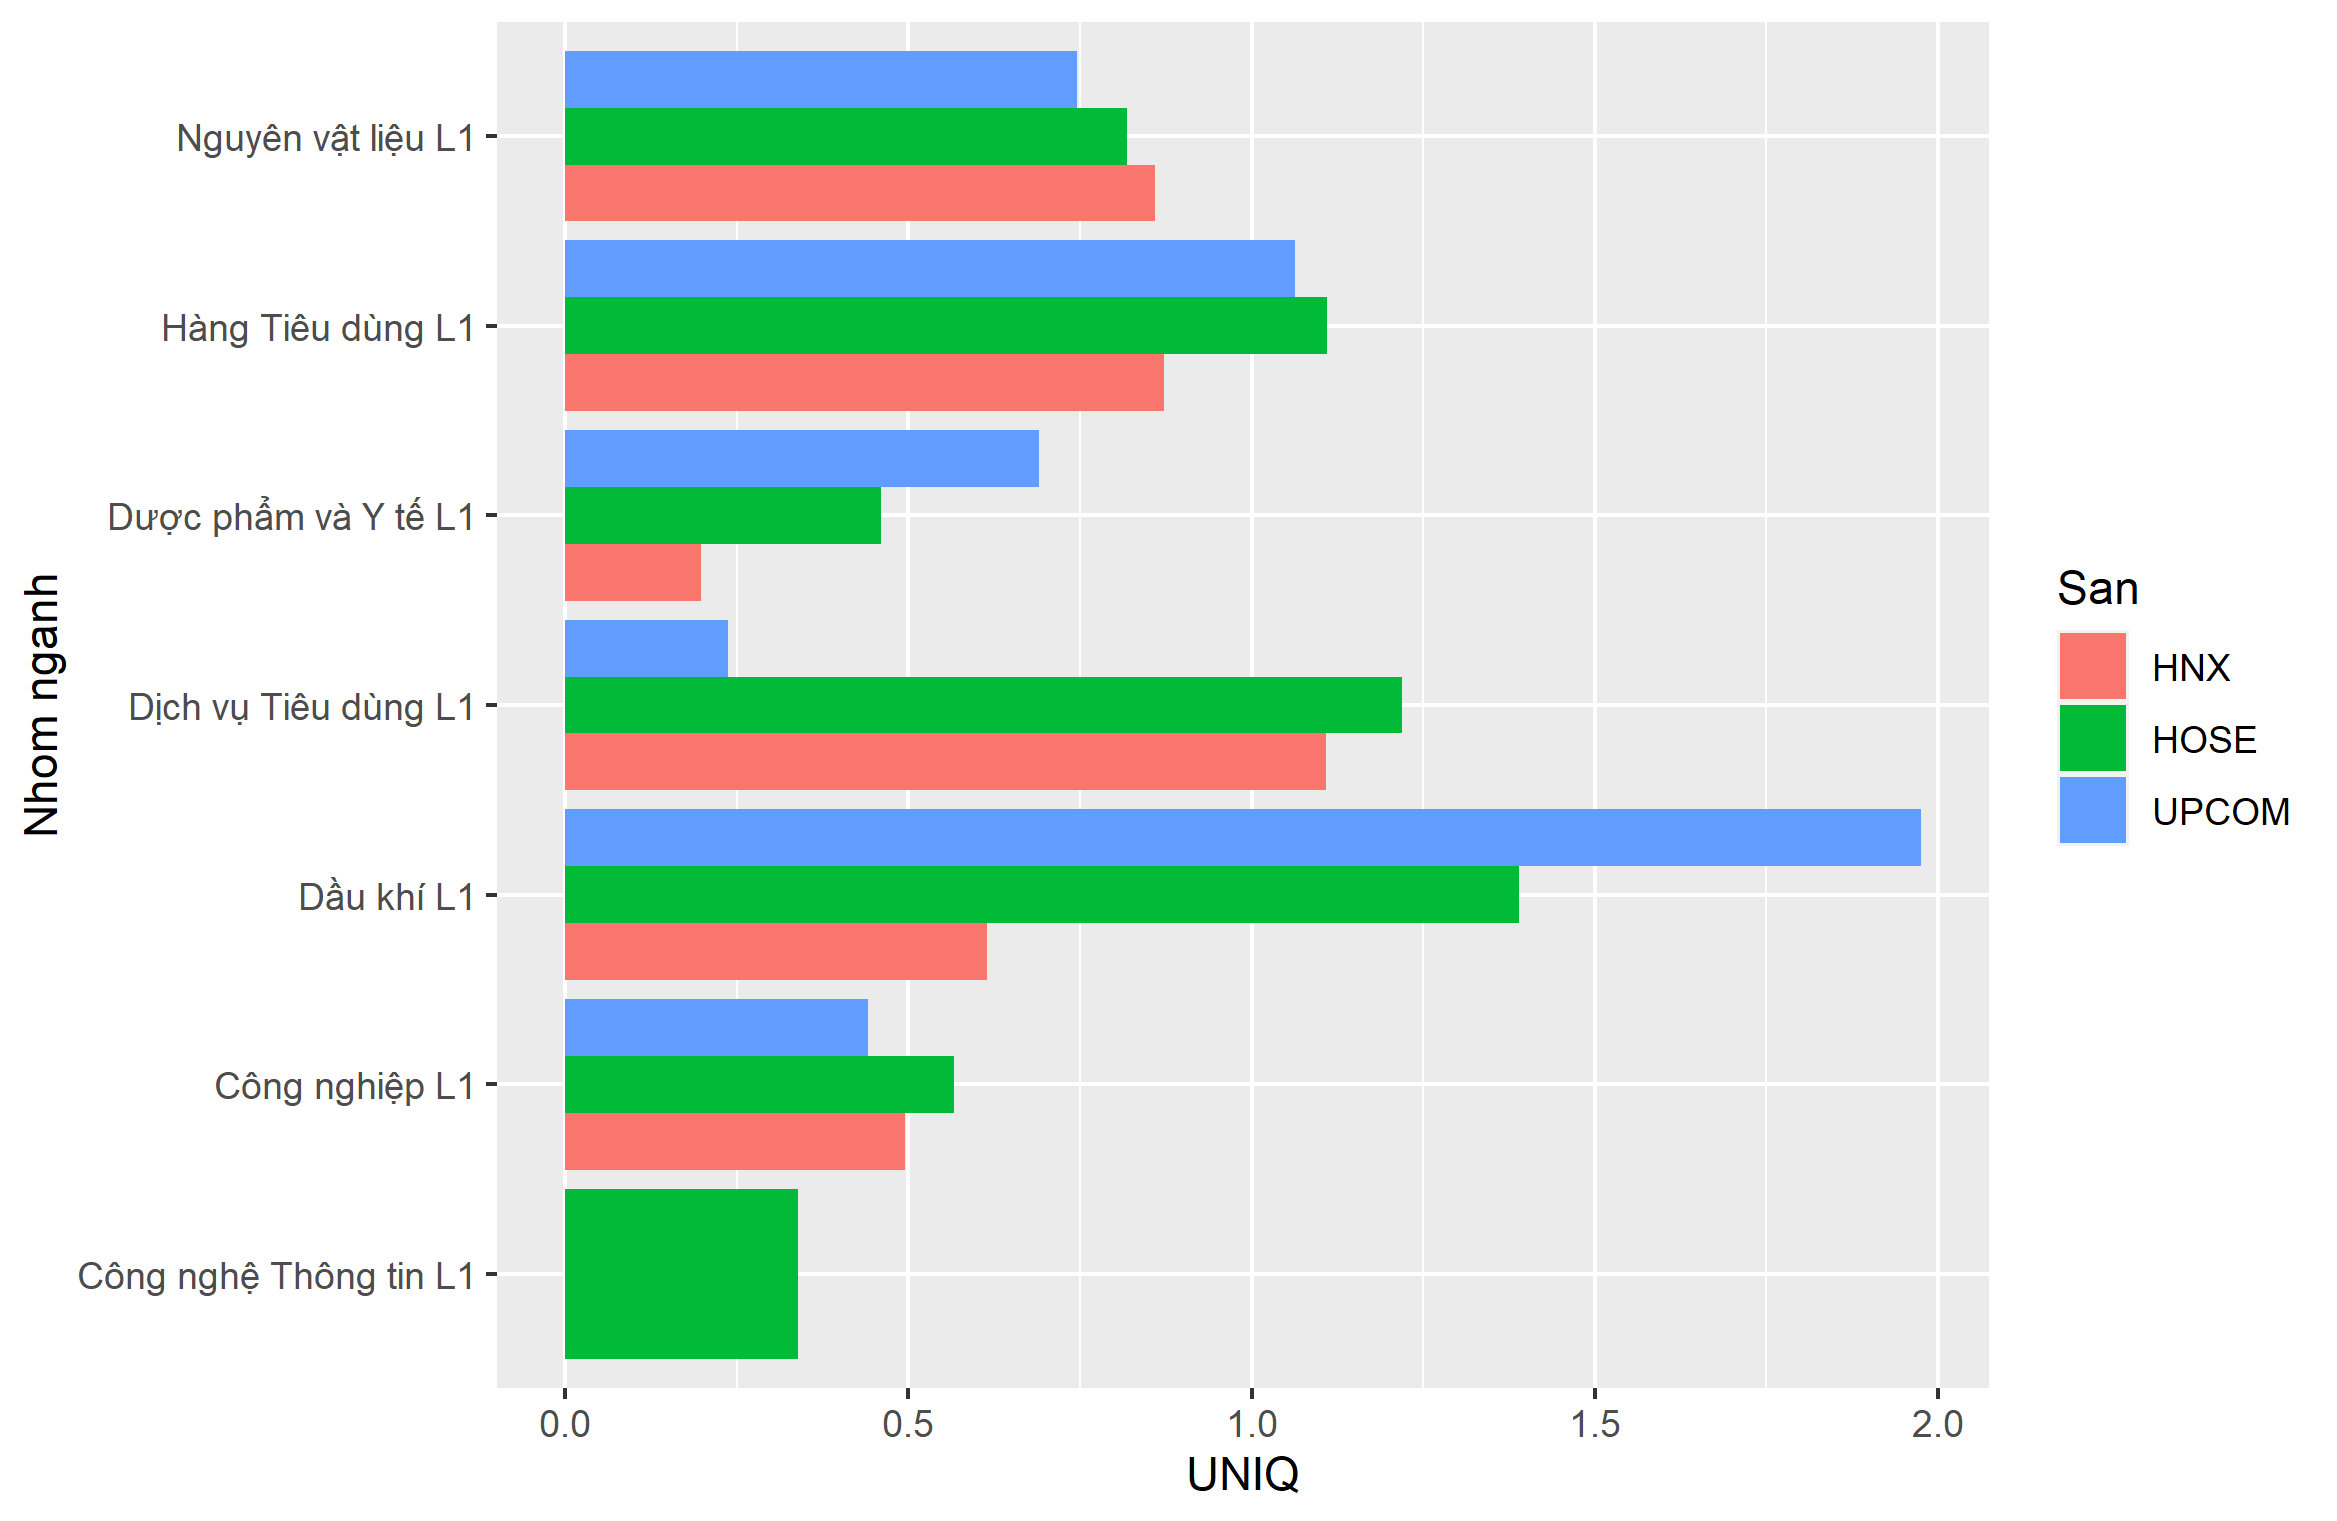 Nguyên vật liệu L1
Hàng Tiêu dùng L1
Dược phẩm và Y tế L1
Dịch vụ Tiêu dùng L1
Dầu khí L1
Công nghiệp L1
Công nghệ Thông tin L1
Nhom nganh
0.0 0.5 1.0 1.5 2.0
UNIQ
San
HNX
HOSE
UPCOM